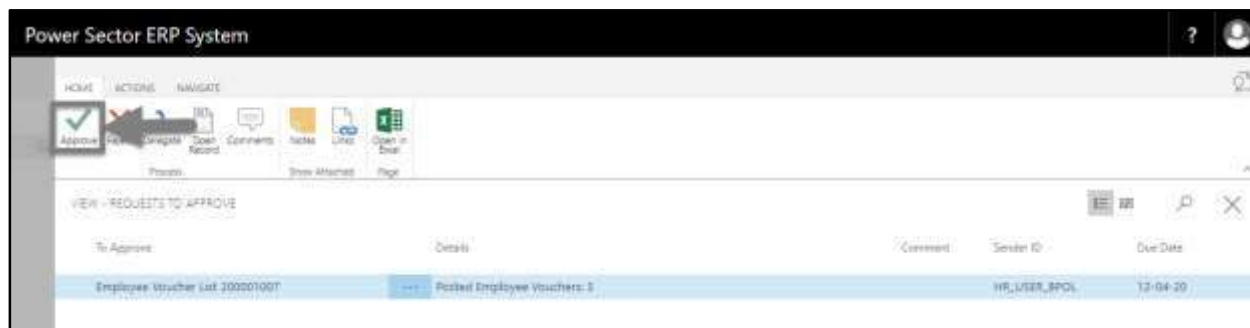 Power Sector ERP System ?
HOME ACTIONS NAVIGATE
Approve Delegate Open Record Comments Notes Links Open in Excel
Process Show Attached Page
VIEW - REQUESTS TO APPROVE
To Approve Details Comment Sender ID Due Date
Employee Voucher List 200001007 ... Posted Employee Vouchers: 3 HR_USER_BPOL 12-04-20